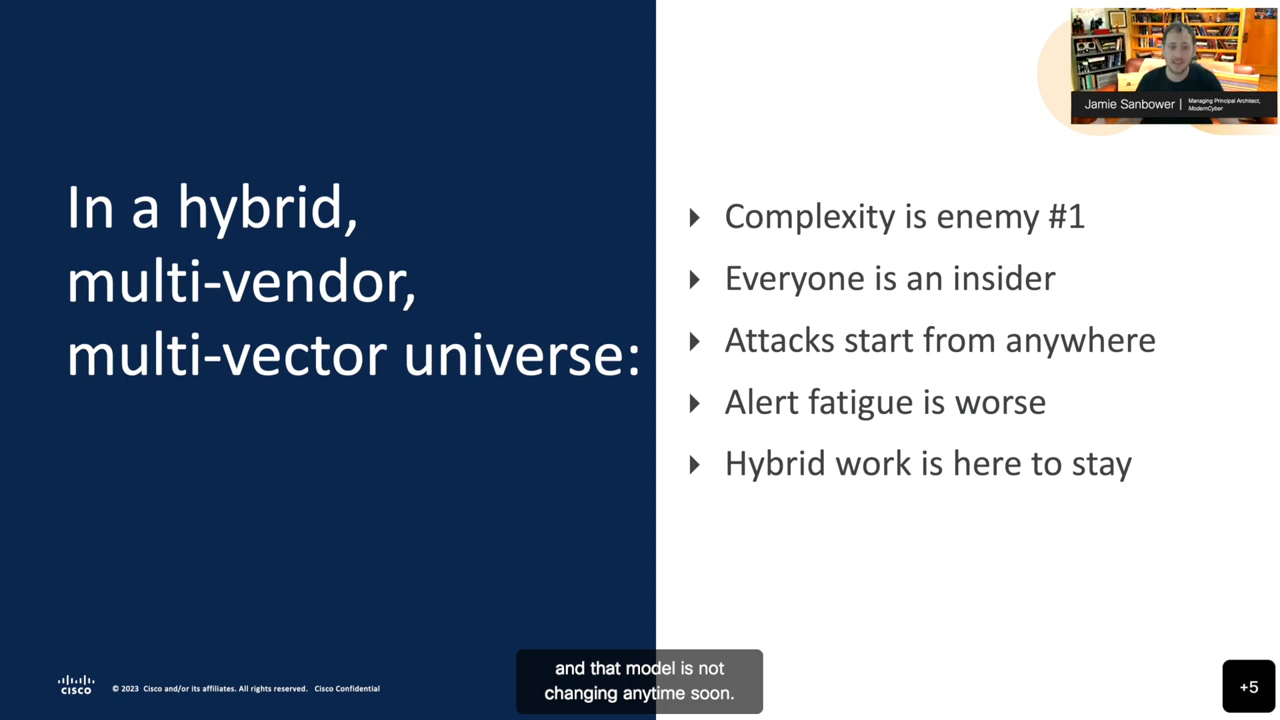 In a hybrid,
multi-vendor,
multi-vector universe:
Jamie Sanbower | Managing Principal Architect,
ModernCyber
Complexity is enemy #1
Everyone is an insider
Attacks start from anywhere
Alert fatigue is worse
Hybrid work is here to stay
CISCO
© 2023 Cisco and/or its affiliates. All rights reserved. Cisco Confidential
and that model is not
changing anytime soon.
+5